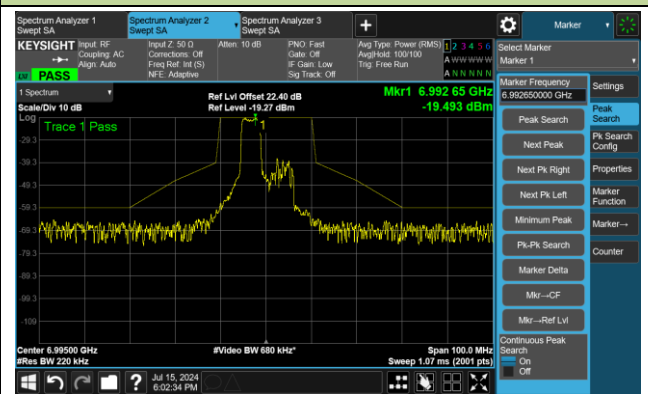 Spectrum Analyzer 1
Swept SA
Spectrum Analyzer 2
Swept SA
Spectrum Analyzer 3
Swept SA
Marker
KEYSIGHT
Input: RF
Coupling: AC
Align: Auto
Input Z: 50 Ω
Corrections: Off
Freq Ref: Int (S)
NFE: Adaptive
Atten: 10 dB
PNO: Fast
Gate: Off
IF Gain: Low
Sig Track: Off
Avg Type: Power (RMS)
Avg|Hold: 100/100
Trig: Free Run
1 2 3 4 5 6
A W W W W W
A N N N N N
PASS
Select Marker
Marker 1
1 Spectrum
Scale/Div 10 dB
Ref Lvl Offset 22.40 dB
Ref Level -19.27 dBm
Mkr1 6.992 65 GHz
-19.493 dBm
Log
Trace 1 Pass
1
-29.3
-39.3
-49.3
-59.3
-69.3
-79.3
-89.3
-99.3
-109
Center 6.99500 GHz
#Res BW 220 kHz
#Video BW 680 kHz*
Span 100.0 MHz
Sweep 1.07 ms (2001 pts)
Marker Frequency
6.992650000 GHz
Peak Search
Next Peak
Next Pk Right
Next Pk Left
Minimum Peak
Pk-Pk Search
Marker Delta
Mkr→CF
Mkr→Ref Lvl
Continuous Peak
Search
On
Off
Settings
Peak
Search
Pk Search
Config
Properties
Marker
Function
Marker→
Counter
Jul 15, 2024
6:02:34 PM